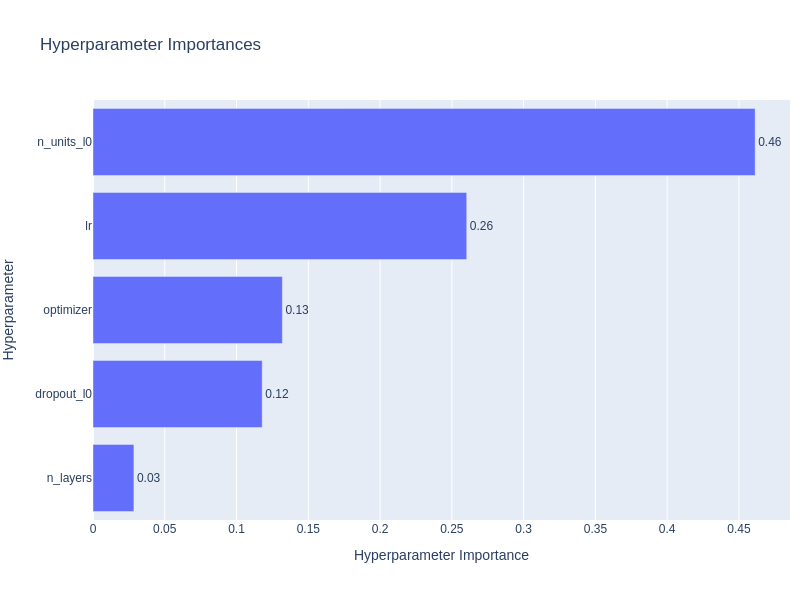 Hyperparameter Importances
Hyperparameter
n_units_l0
0.46
lr
0.26
optimizer
0.13
dropout_l0
0.12
n_layers
0.03
0
0.05
0.1
0.15
0.2
0.25
0.3
0.35
0.4
0.45
Hyperparameter Importance